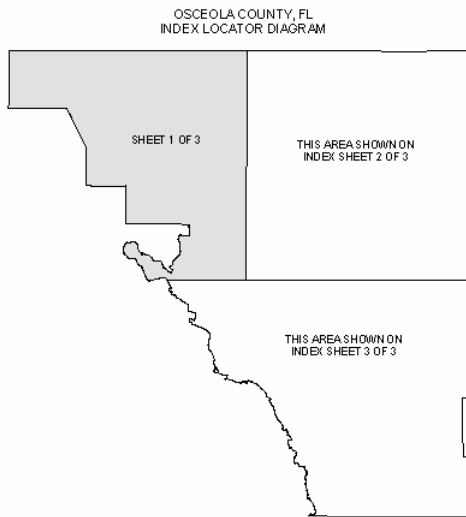 OSCEOLA COUNTY, FL
INDEX LOCATOR DIAGRAM
SHEET 1 OF 3
THIS AREA SHOWN ON
INDEX SHEET 2 OF 3
THIS AREA SHOWN ON
INDEX SHEET 3 OF 3